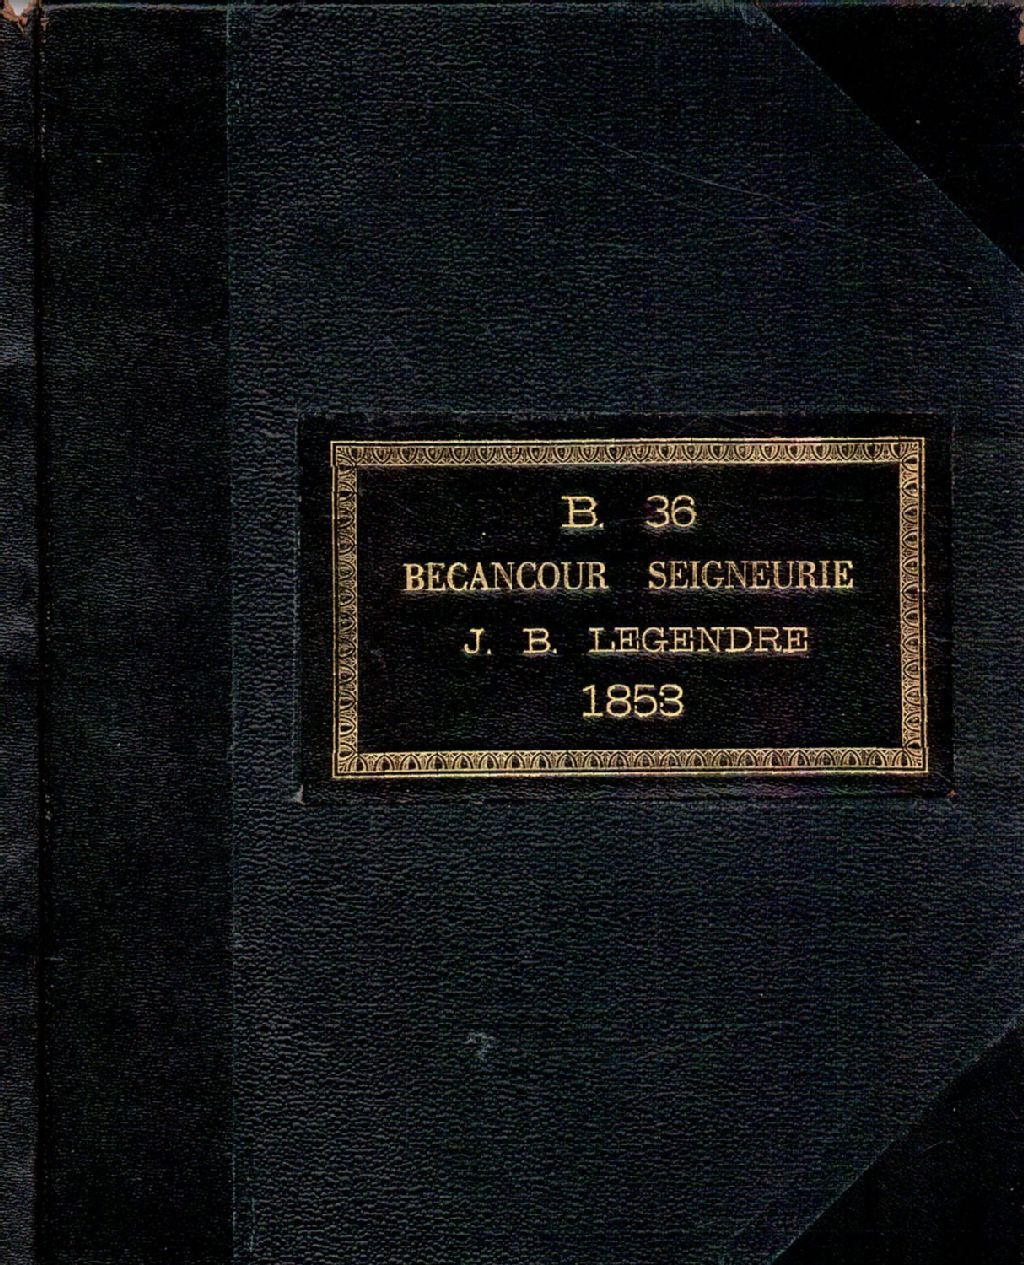 B. 36
BECANCOUR SEIGNEURIE
J. B. LEGENDRE
1853